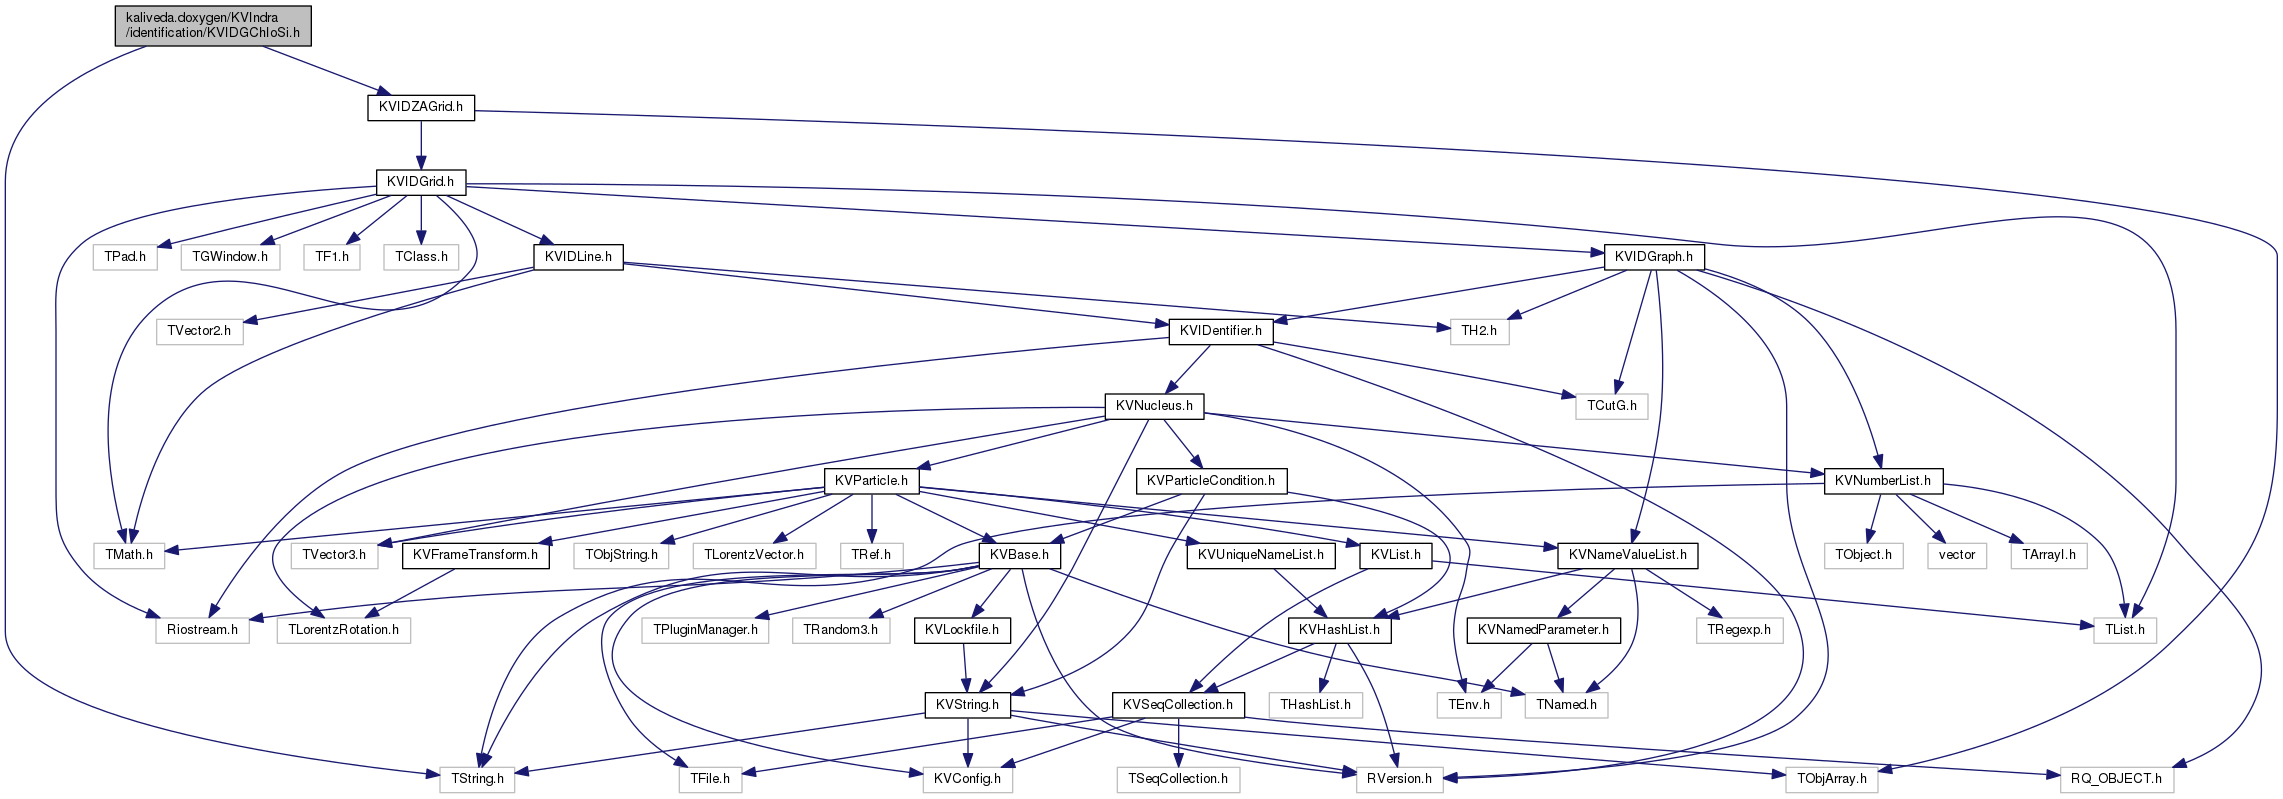 kaliveda.doxygen/KVIndra
/identification/KVIDGChIoSi.h
KVIDZAGrid.h
KVIDGrid.h
TPad.h
TGWindow.h
TF1.h
TClass.h
KVIDLine.h
KVIDGraph.h
TVector2.h
KVIDentifier.h
TH2.h
KVNucleus.h
TCutG.h
KVParticle.h
KVParticleCondition.h
KVNumberList.h
TMath.h
TVector3.h
KVFrameTransform.h
TObjString.h
TLorentzVector.h
TRef.h
KVBase.h
KVUniqueNameList.h
KVList.h
KVNameValueList.h
TObject.h
vector
TArrayI.h
Riostream.h
TLorentzRotation.h
TPluginManager.h
TRandom3.h
KVLockfile.h
KVHashList.h
KVNamedParameter.h
TRegexp.h
TList.h
KVString.h
KVSeqCollection.h
THashList.h
TEnv.h
TNamed.h
TString.h
TFile.h
KVConfig.h
TSeqCollection.h
RVersion.h
TObjArray.h
RQ_OBJECT.h